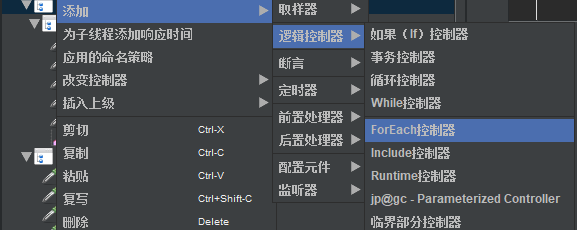 添加
为子线程添加响应时间
应用的命名策略
改变控制器
插入上级
剪切 Ctrl-X
复制 Ctrl-C
粘贴 Ctrl-V
复写 Ctrl+Shift-C
删除 Delete
取样器
逻辑控制器
断言
定时器
前置处理器
后置处理器
配置元件
监听器
如果（If）控制器
事务控制器
循环控制器
While控制器
ForEach控制器
Include控制器
Runtime控制器
jp@gc - Parameterized Controller
临界部分控制器